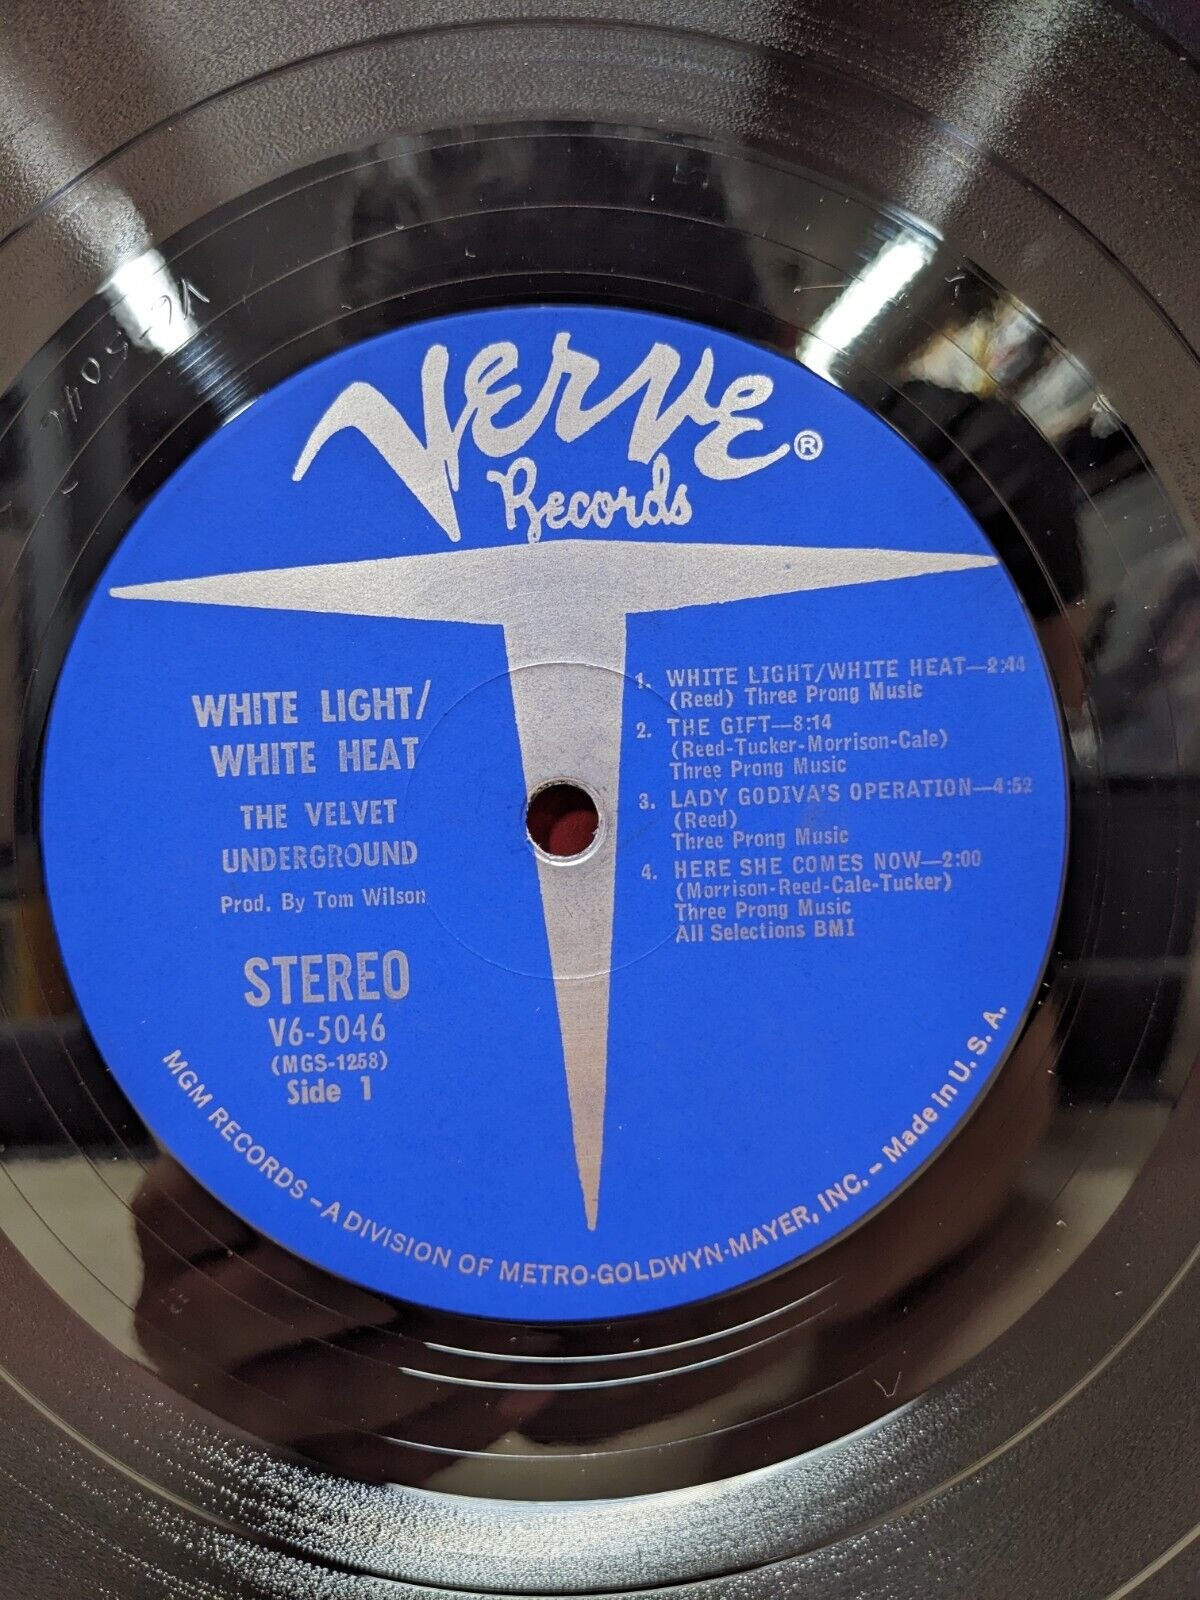 V6-5046
VERVE ®
Records
WHITE LIGHT/
WHITE HEAT
THE VELVET
UNDERGROUND
Prod. By Tom Wilson
STEREO
V6-5046
(MGS-1258)
Side 1
1. WHITE LIGHT/WHITE HEAT—2:44
(Reed) Three Prong Music
2. THE GIFT—8:14
(Reed-Tucker-Morrison-Cale)
Three Prong Music
3. LADY GODIVA'S OPERATION—4:52
(Reed)
Three Prong Music
4. HERE SHE COMES NOW—2:00
(Morrison-Reed-Cale-Tucker)
Three Prong Music
All Selections BMI
MGM RECORDS – A DIVISION OF METRO-GOLDWYN-MAYER, INC. – Made in U. S. A.